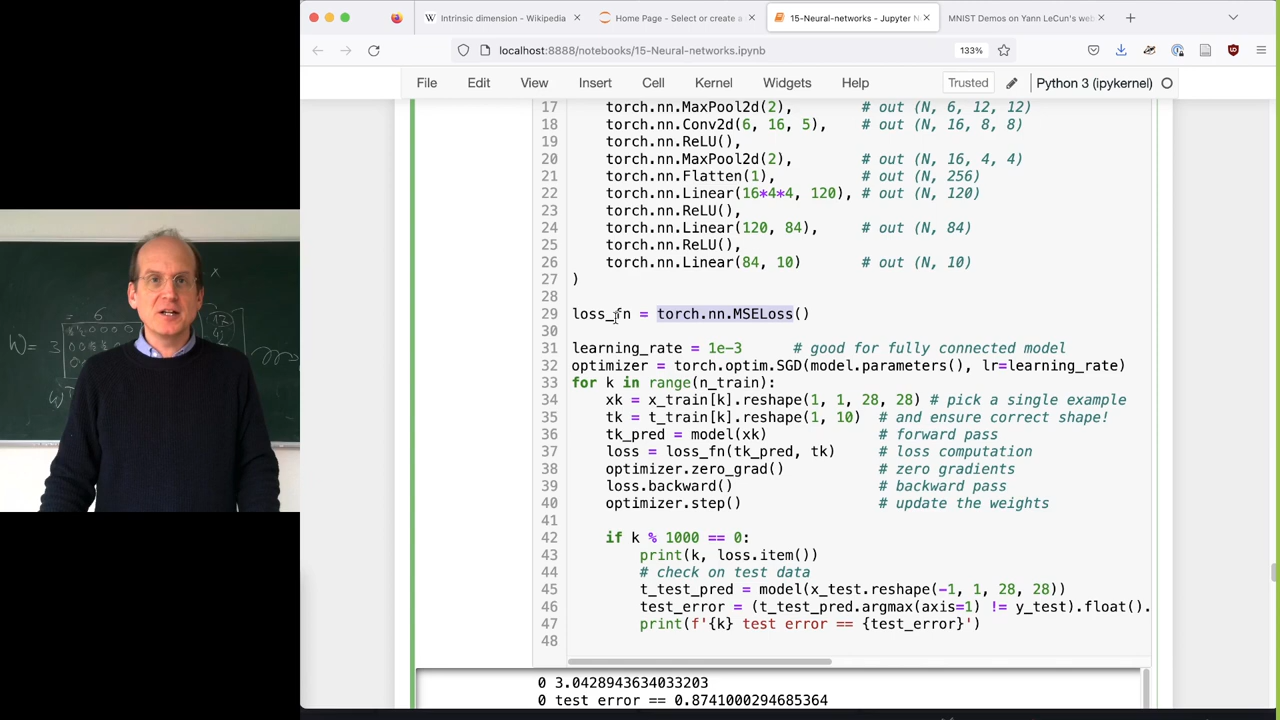 Intrinsic dimension - Wikipedia
Home Page - Select or create a
15-Neural-networks - Jupyter N
MNIST Demos on Yann LeCun's web
localhost:8888/notebooks/15-Neural-networks.ipynb
133%
File Edit View Insert Cell Kernel Widgets Help
Trusted
Python 3 (ipykernel)
17 torch.nn.MaxPool2d(2), # out (N, 6, 12, 12)
18 torch.nn.Conv2d(6, 16, 5), # out (N, 16, 8, 8)
19 torch.nn.ReLU(),
20 torch.nn.MaxPool2d(2), # out (N, 16, 4, 4)
21 torch.nn.Flatten(1), # out (N, 256)
22 torch.nn.Linear(16*4*4, 120), # out (N, 120)
23 torch.nn.ReLU(),
24 torch.nn.Linear(120, 84), # out (N, 84)
25 torch.nn.ReLU(),
26 torch.nn.Linear(84, 10) # out (N, 10)
27 )
28
29 loss_fn = torch.nn.MSELoss()
30
31 learning_rate = 1e-3 # good for fully connected model
32 optimizer = torch.optim.SGD(model.parameters(), lr=learning_rate)
33 for k in range(n_train):
34 xk = x_train[k].reshape(1, 1, 28, 28) # pick a single example
35 tk = t_train[k].reshape(1, 10) # and ensure correct shape!
36 tk_pred = model(xk) # forward pass
37 loss = loss_fn(tk_pred, tk) # loss computation
38 optimizer.zero_grad() # zero gradients
39 loss.backward() # backward pass
40 optimizer.step() # update the weights
41
42 if k % 1000 == 0:
43 print(k, loss.item())
44 # check on test data
45 t_test_pred = model(x_test.reshape(-1, 1, 28, 28))
46 test_error = (t_test_pred.argmax(axis=1) != y_test).float().
47 print(f'{k} test error == {test_error}')
48
0 3.0428943634033203
0 test error == 0.8741000294685364
x
6
W =
3